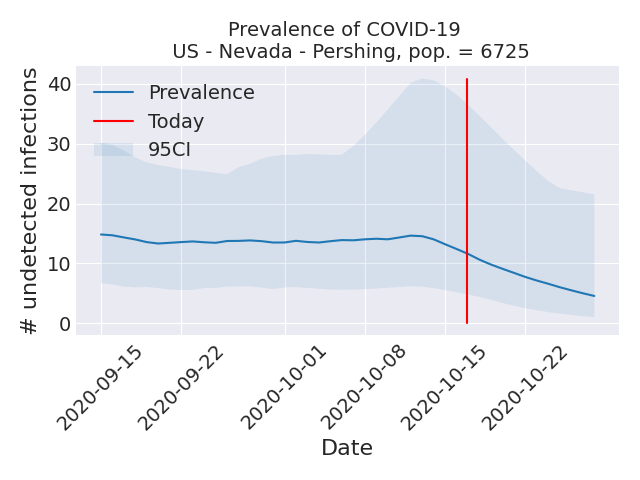 Prevalence of COVID-19
US - Nevada - Pershing, pop. = 6725
# undetected infections
40
30
20
10
0
Prevalence
Today
95CI
2020-09-15
2020-09-22
2020-10-01
2020-10-08
2020-10-15
2020-10-22
Date